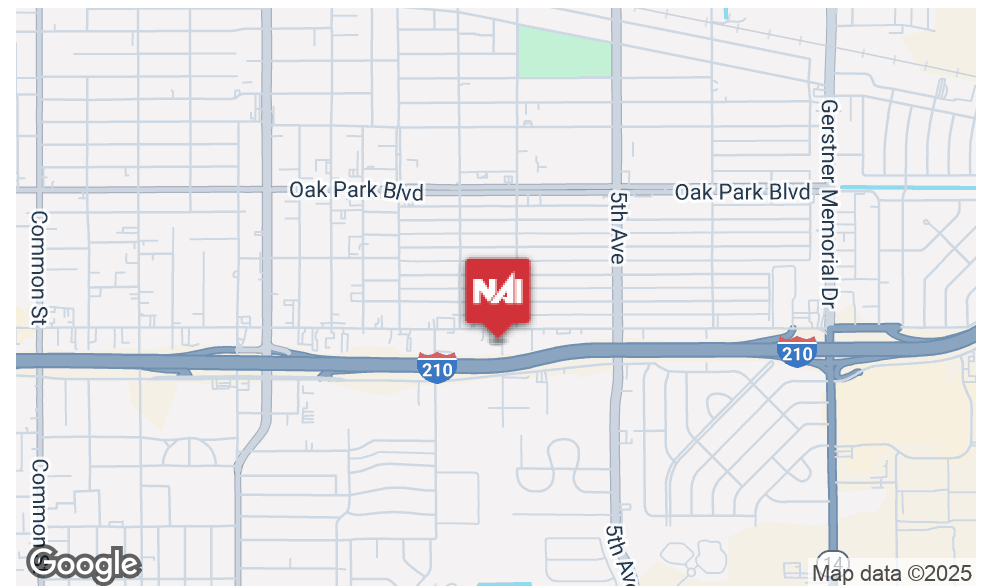 Oak Park Blvd
Oak Park Blvd
Gerstner Memorial Dr
5th Ave
Common St
NAI
210
210
Common S
5th Av
14
Google
Map data ©2025